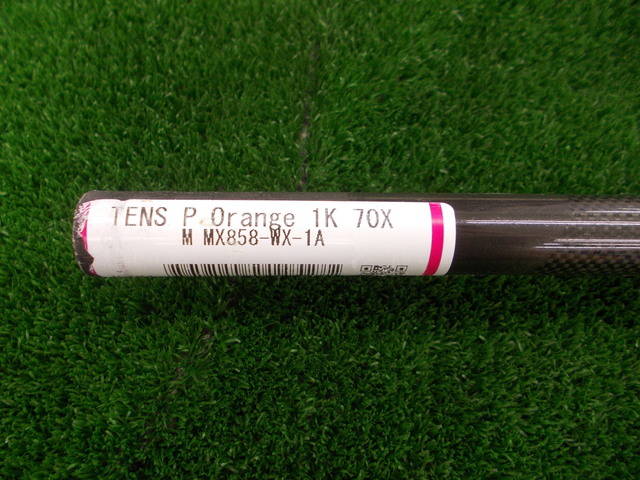 TENS P.Orange 1K 70X
M MX858-WX-1A